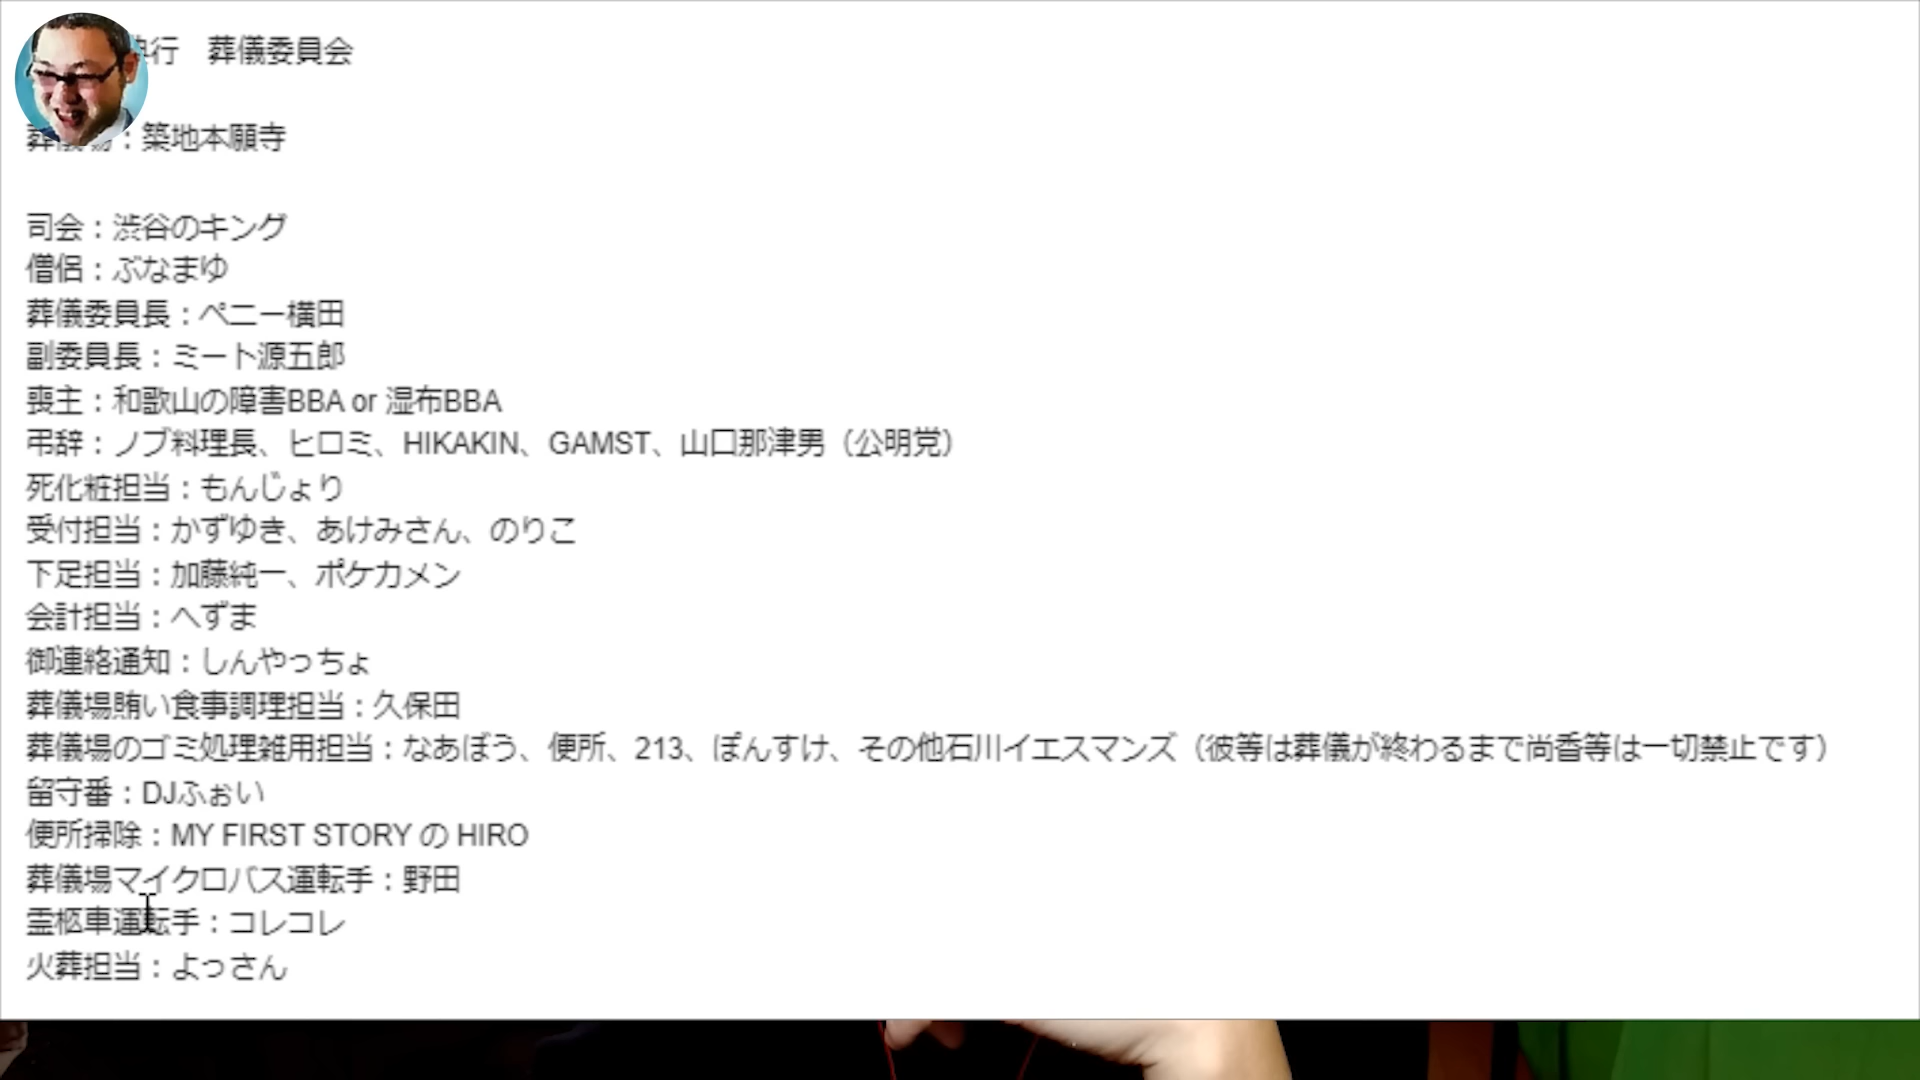 行　葬儀委員会
葬儀場：築地本願寺
司会：渋谷のキング
僧侶：ぶなまゆ
葬儀委員長：ペニー横田
副委員長：ミート源五郎
喪主：和歌山の障害BBA or 湿布BBA
弔辞：ノブ料理長、ヒロミ、HIKAKIN、GAMST、山口那津男（公明党）
死化粧担当：もんじょり
受付担当：かずゆき、あけみさん、のりこ
下足担当：加藤純一、ポケカメン
会計担当：へずま
御連絡通知：しんやっちょ
葬儀場賄い食事調理担当：久保田
葬儀場のゴミ処理雑用担当：なあぼう、便所、213、ぽんすけ、その他石川イエスマンズ（彼等は葬儀が終わるまで尚香等は一切禁止です）
留守番：DJふぉい
便所掃除：MY FIRST STORY の HIRO
葬儀場マイクロバス運転手：野田
霊柩車運転手：コレコレ
火葬担当：よっさん